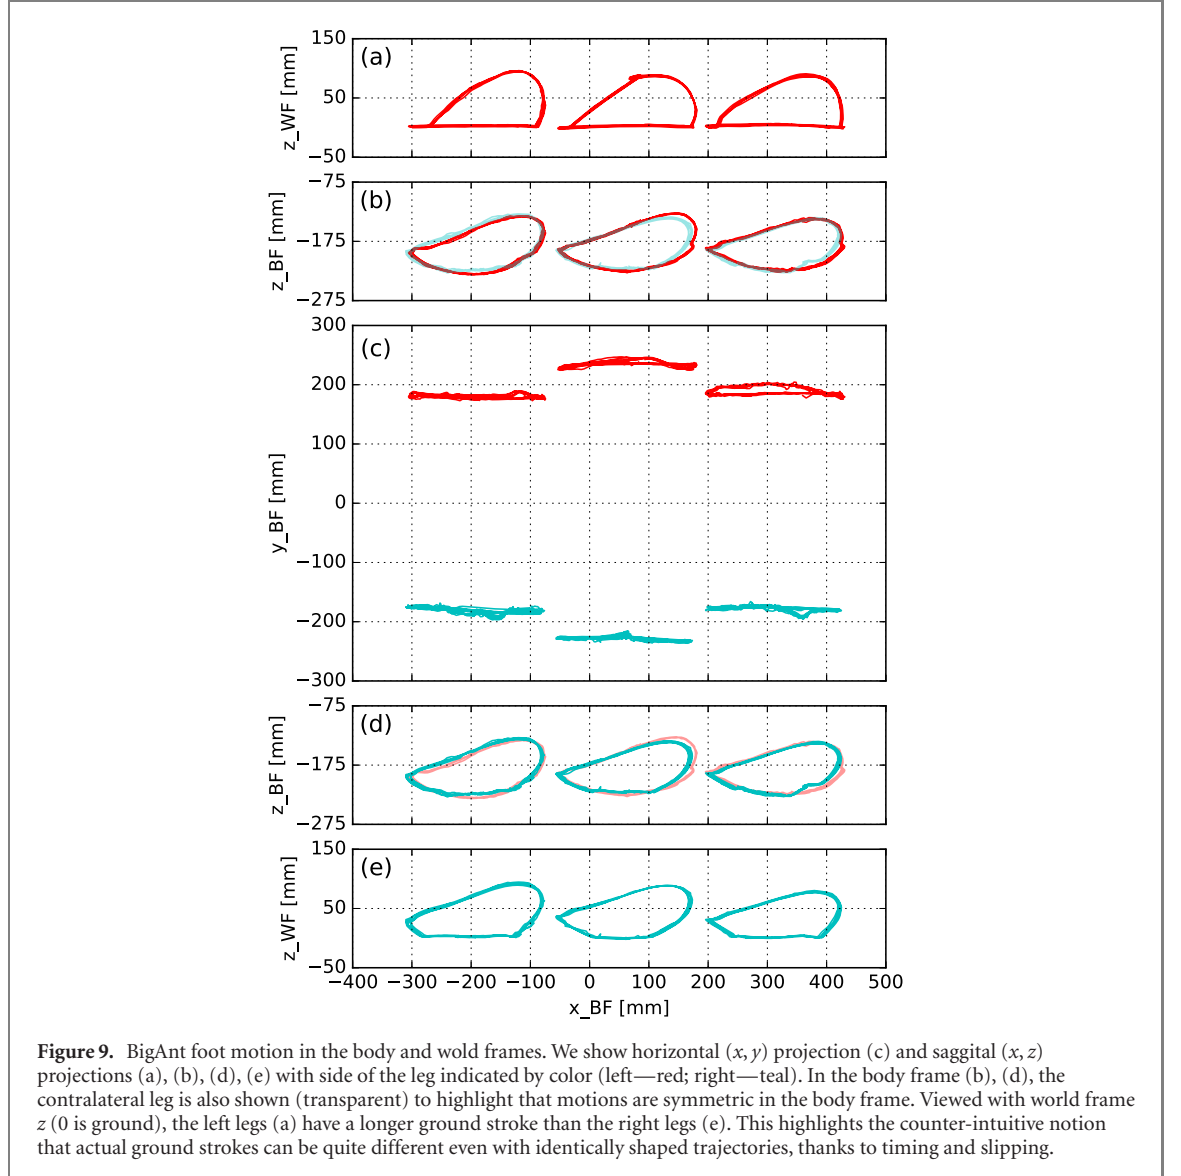 150
50
−50
z_WF [mm]
(a)
−75
−175
−275
z_BF [mm]
(b)
300
200
100
0
−100
−200
−300
y_BF [mm]
(c)
−75
−175
−275
z_BF [mm]
(d)
150
50
−50
z_WF [mm]
(e)
−400 −300 −200 −100 0 100 200 300 400 500
x_BF [mm]
Figure 9. BigAnt foot motion in the body and wold frames. We show horizontal (x, y) projection (c) and saggital (x, z)
projections (a), (b), (d), (e) with side of the leg indicated by color (left—red; right—teal). In the body frame (b), (d), the
contralateral leg is also shown (transparent) to highlight that motions are symmetric in the body frame. Viewed with world frame
z (0 is ground), the left legs (a) have a longer ground stroke than the right legs (e). This highlights the counter-intuitive notion
that actual ground strokes can be quite different even with identically shaped trajectories, thanks to timing and slipping.